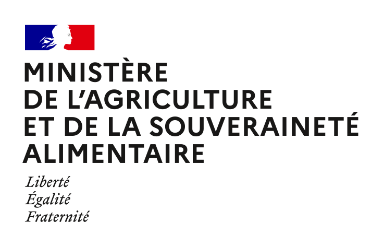 MINISTÈRE
DE L'AGRICULTURE
ET DE LA SOUVERAINETÉ
ALIMENTAIRE
Liberté
Égalité
Fraternité